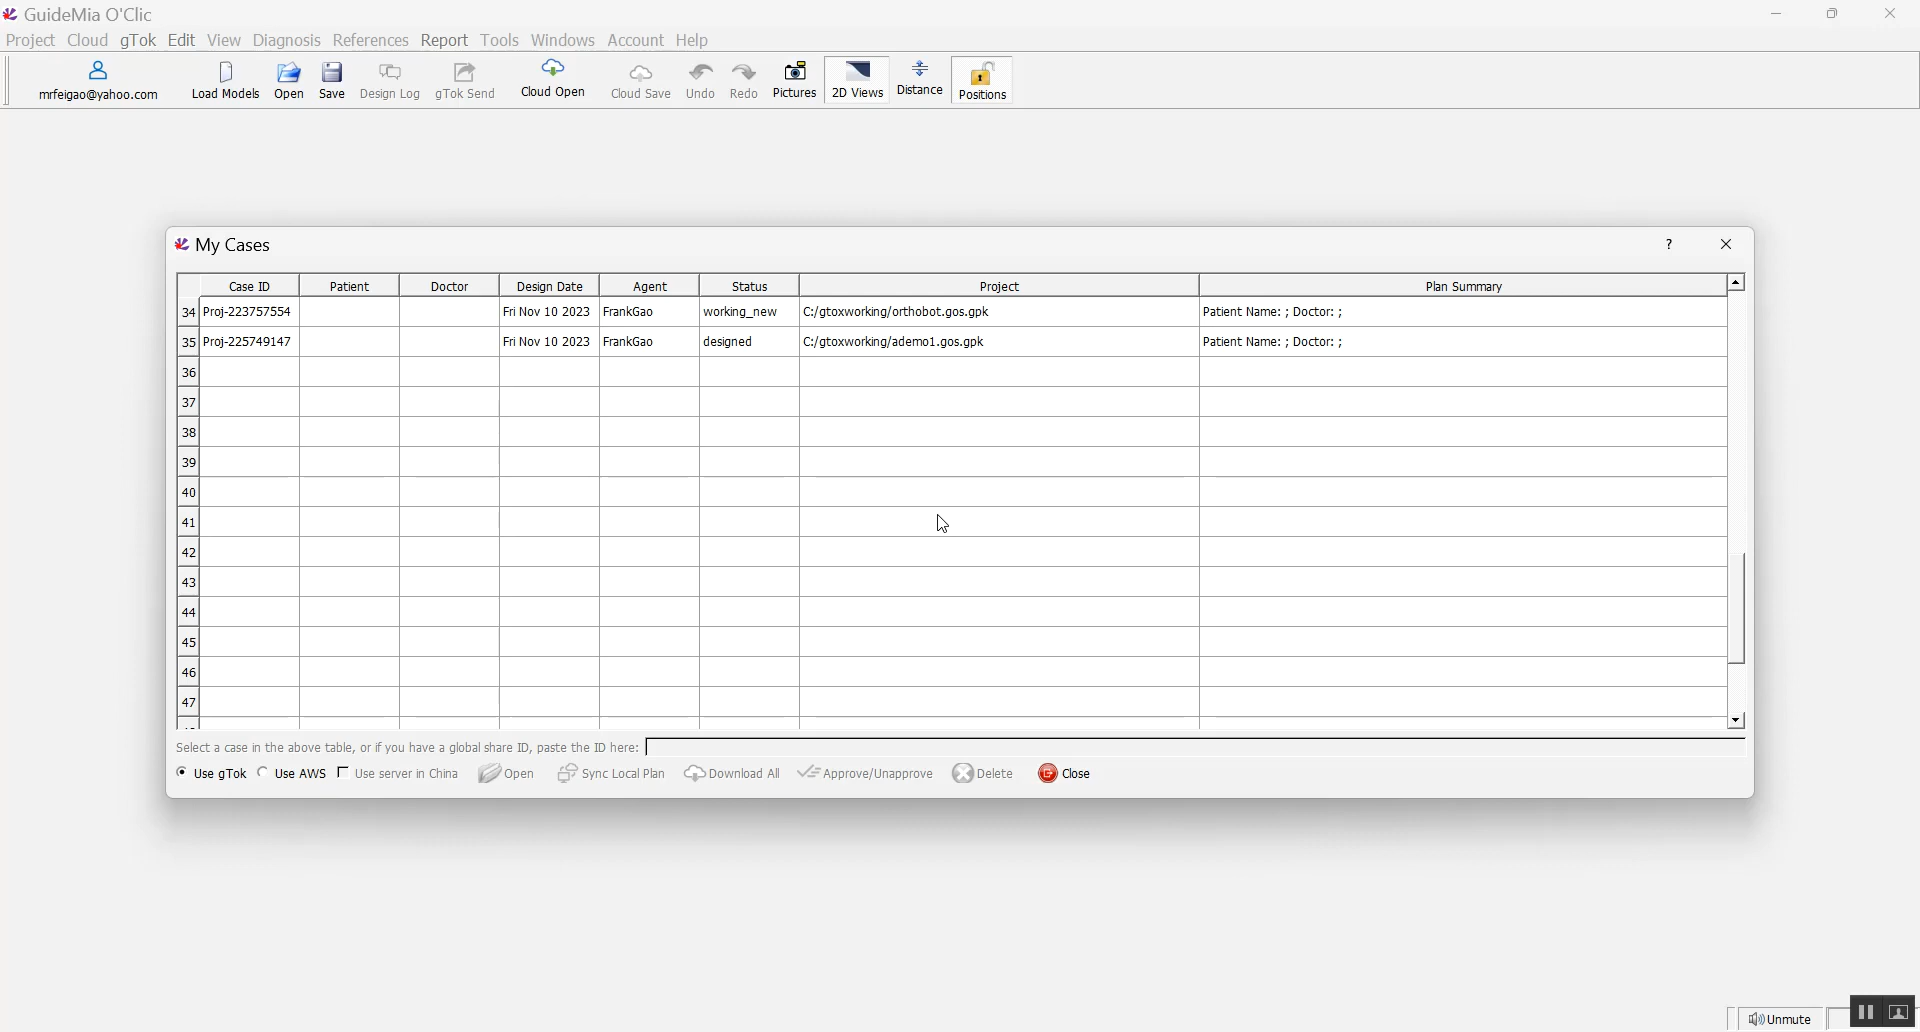 GuideMia O'Clic
Project Cloud gTok Edit View Diagnosis References Report Tools Windows Account Help
mrfeigao@yahoo.com Load Models Open Save Design Log gTok Send Cloud Open Cloud Save Undo Redo Pictures 2D Views Distance Positions
My Cases ?
Case ID Patient Doctor Design Date Agent Status Project Plan Summary
34 Proj-223757554 Fri Nov 10 2023 FrankGao working_new C:/gtoxworking/orthobot.gos.gpk Patient Name: ; Doctor: ;
35 Proj-225749147 Fri Nov 10 2023 FrankGao designed C:/gtoxworking/ademo1.gos.gpk Patient Name: ; Doctor: ;
36
37
38
39
40
41
42
43
44
45
46
47
Select a case in the above table, or if you have a global share ID, paste the ID here:
Use gTok Use AWS Use server in China Open Sync Local Plan Download All Approve/Unapprove Delete Close
Unmute